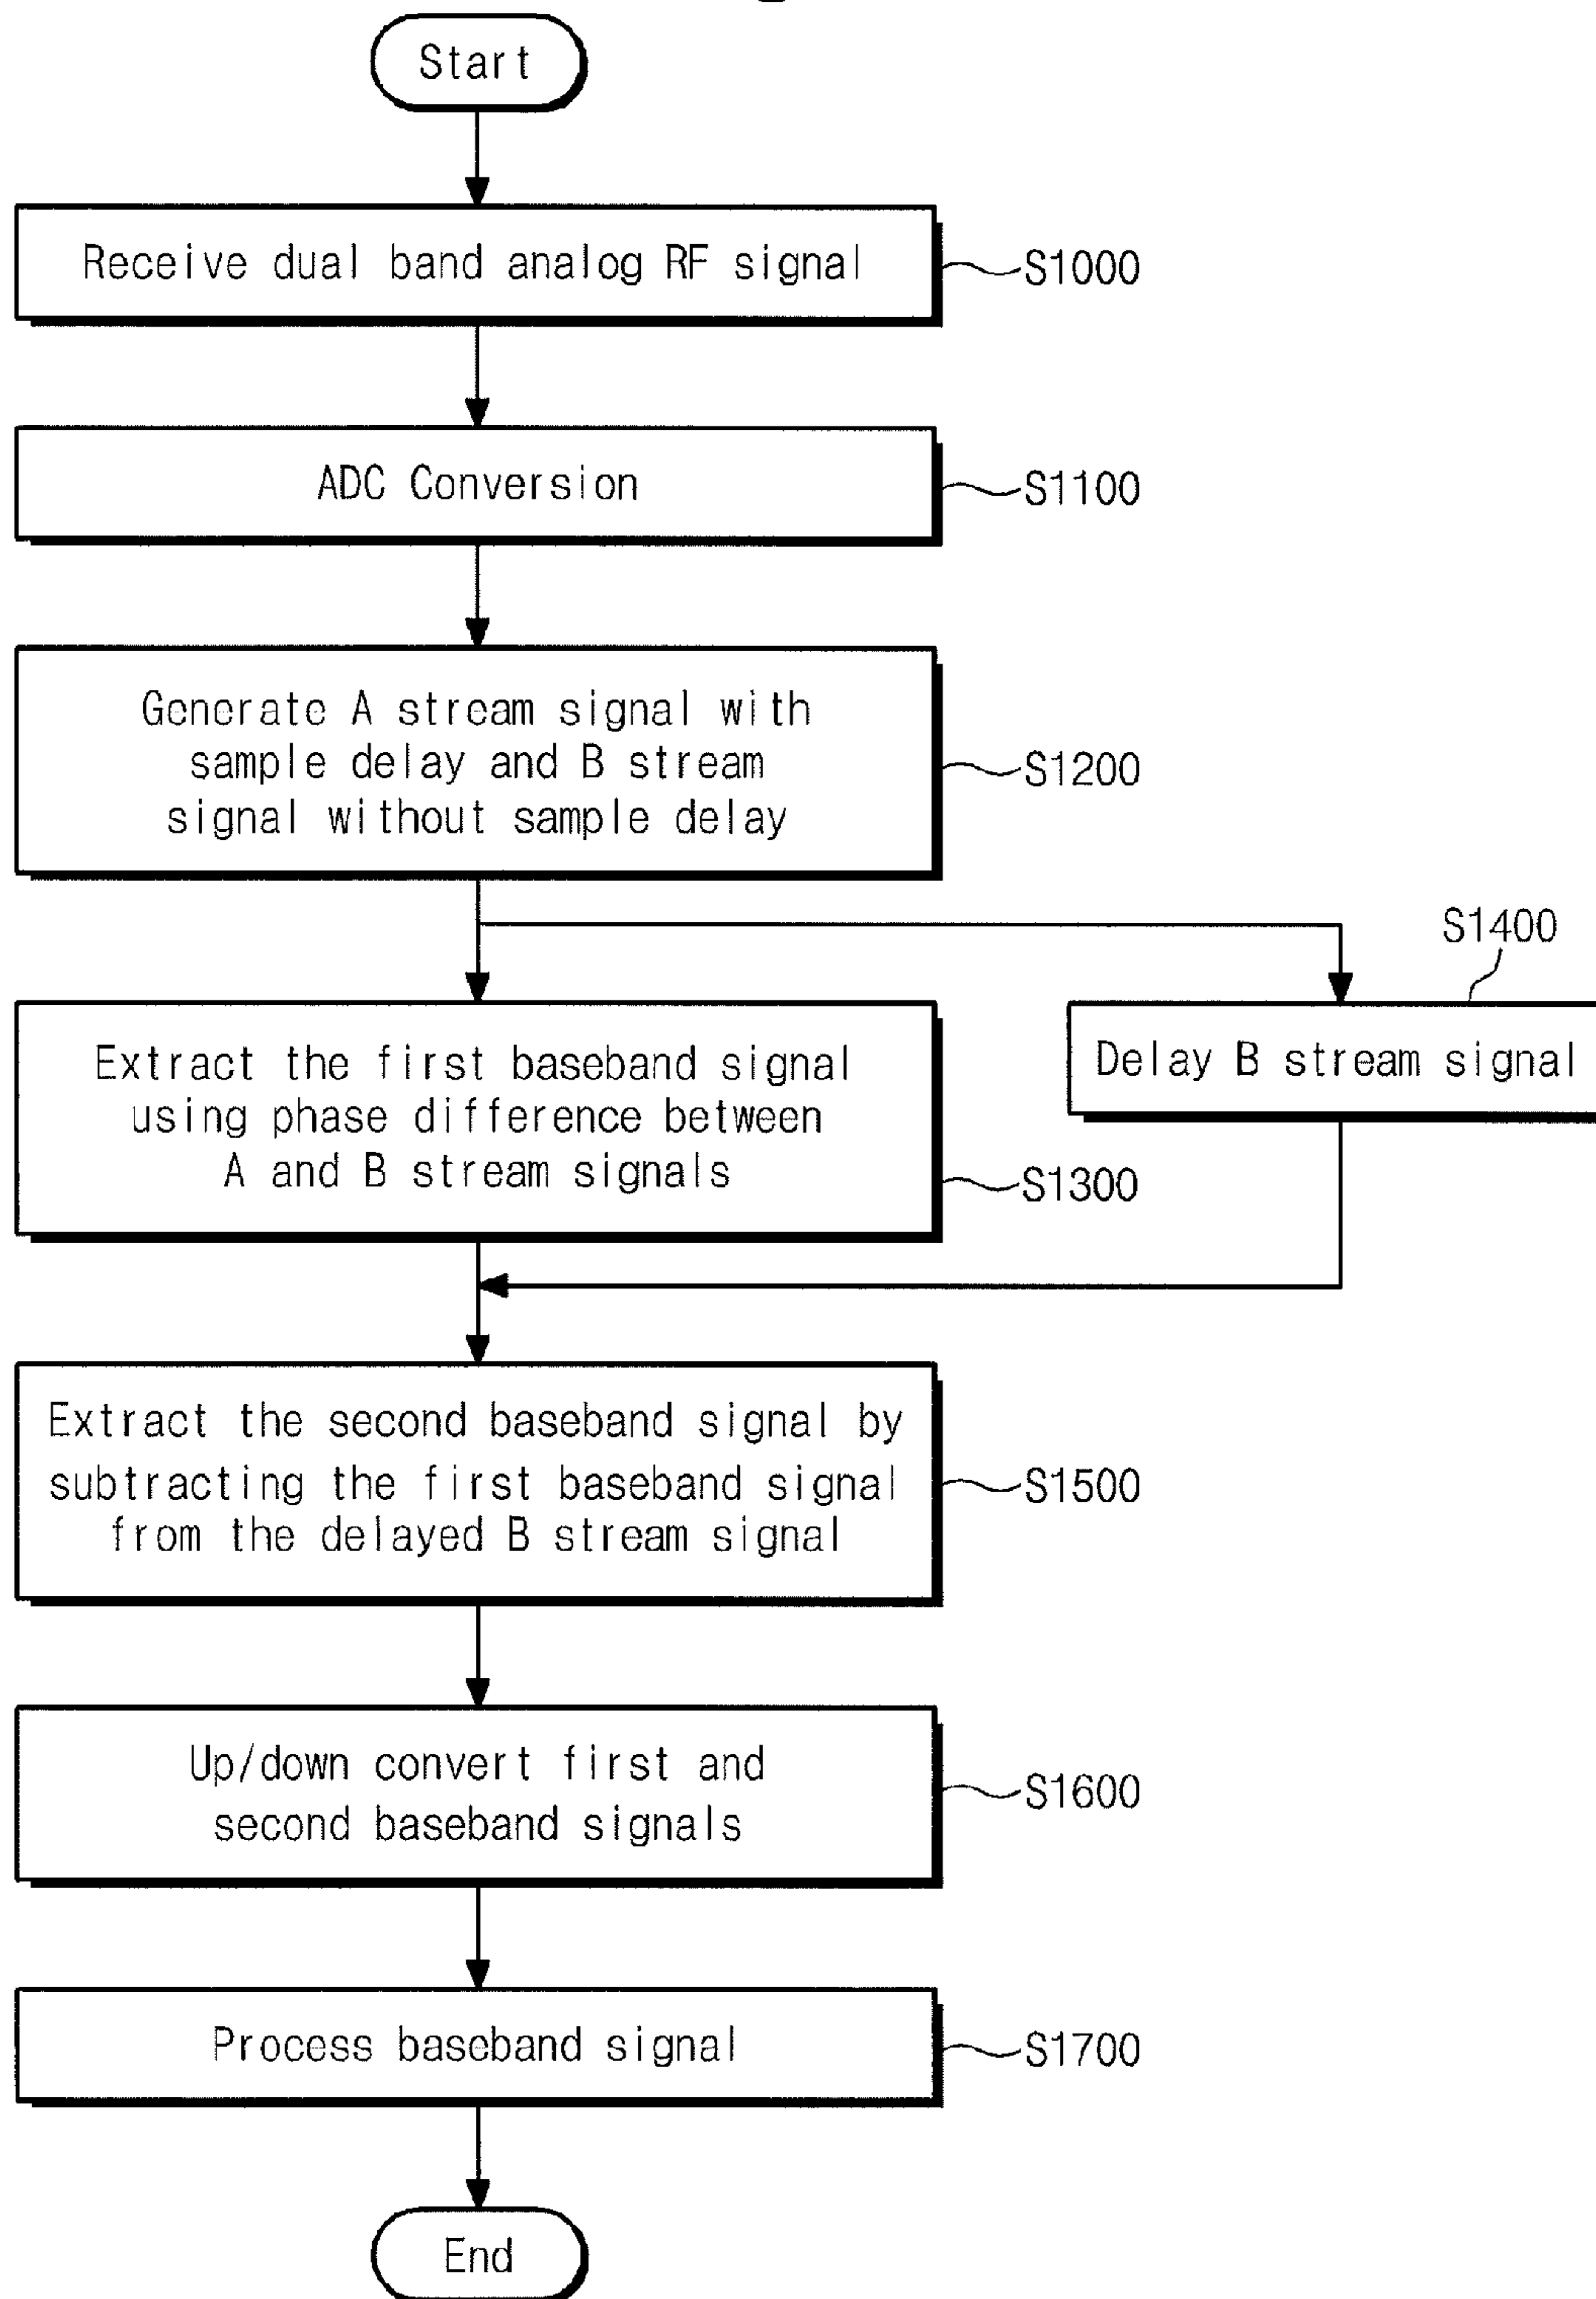 Start
Receive dual band analog RF signal
S1000
ADC Conversion
S1100
Generate A stream signal with
sample delay and B stream
signal without sample delay
S1200
S1400
Delay B stream signal
Extract the first baseband signal
using phase difference between
A and B stream signals
S1300
Extract the second baseband signal by
subtracting the first baseband signal
from the delayed B stream signal
S1500
Up/down convert first and
second baseband signals
S1600
Process baseband signal
S1700
End